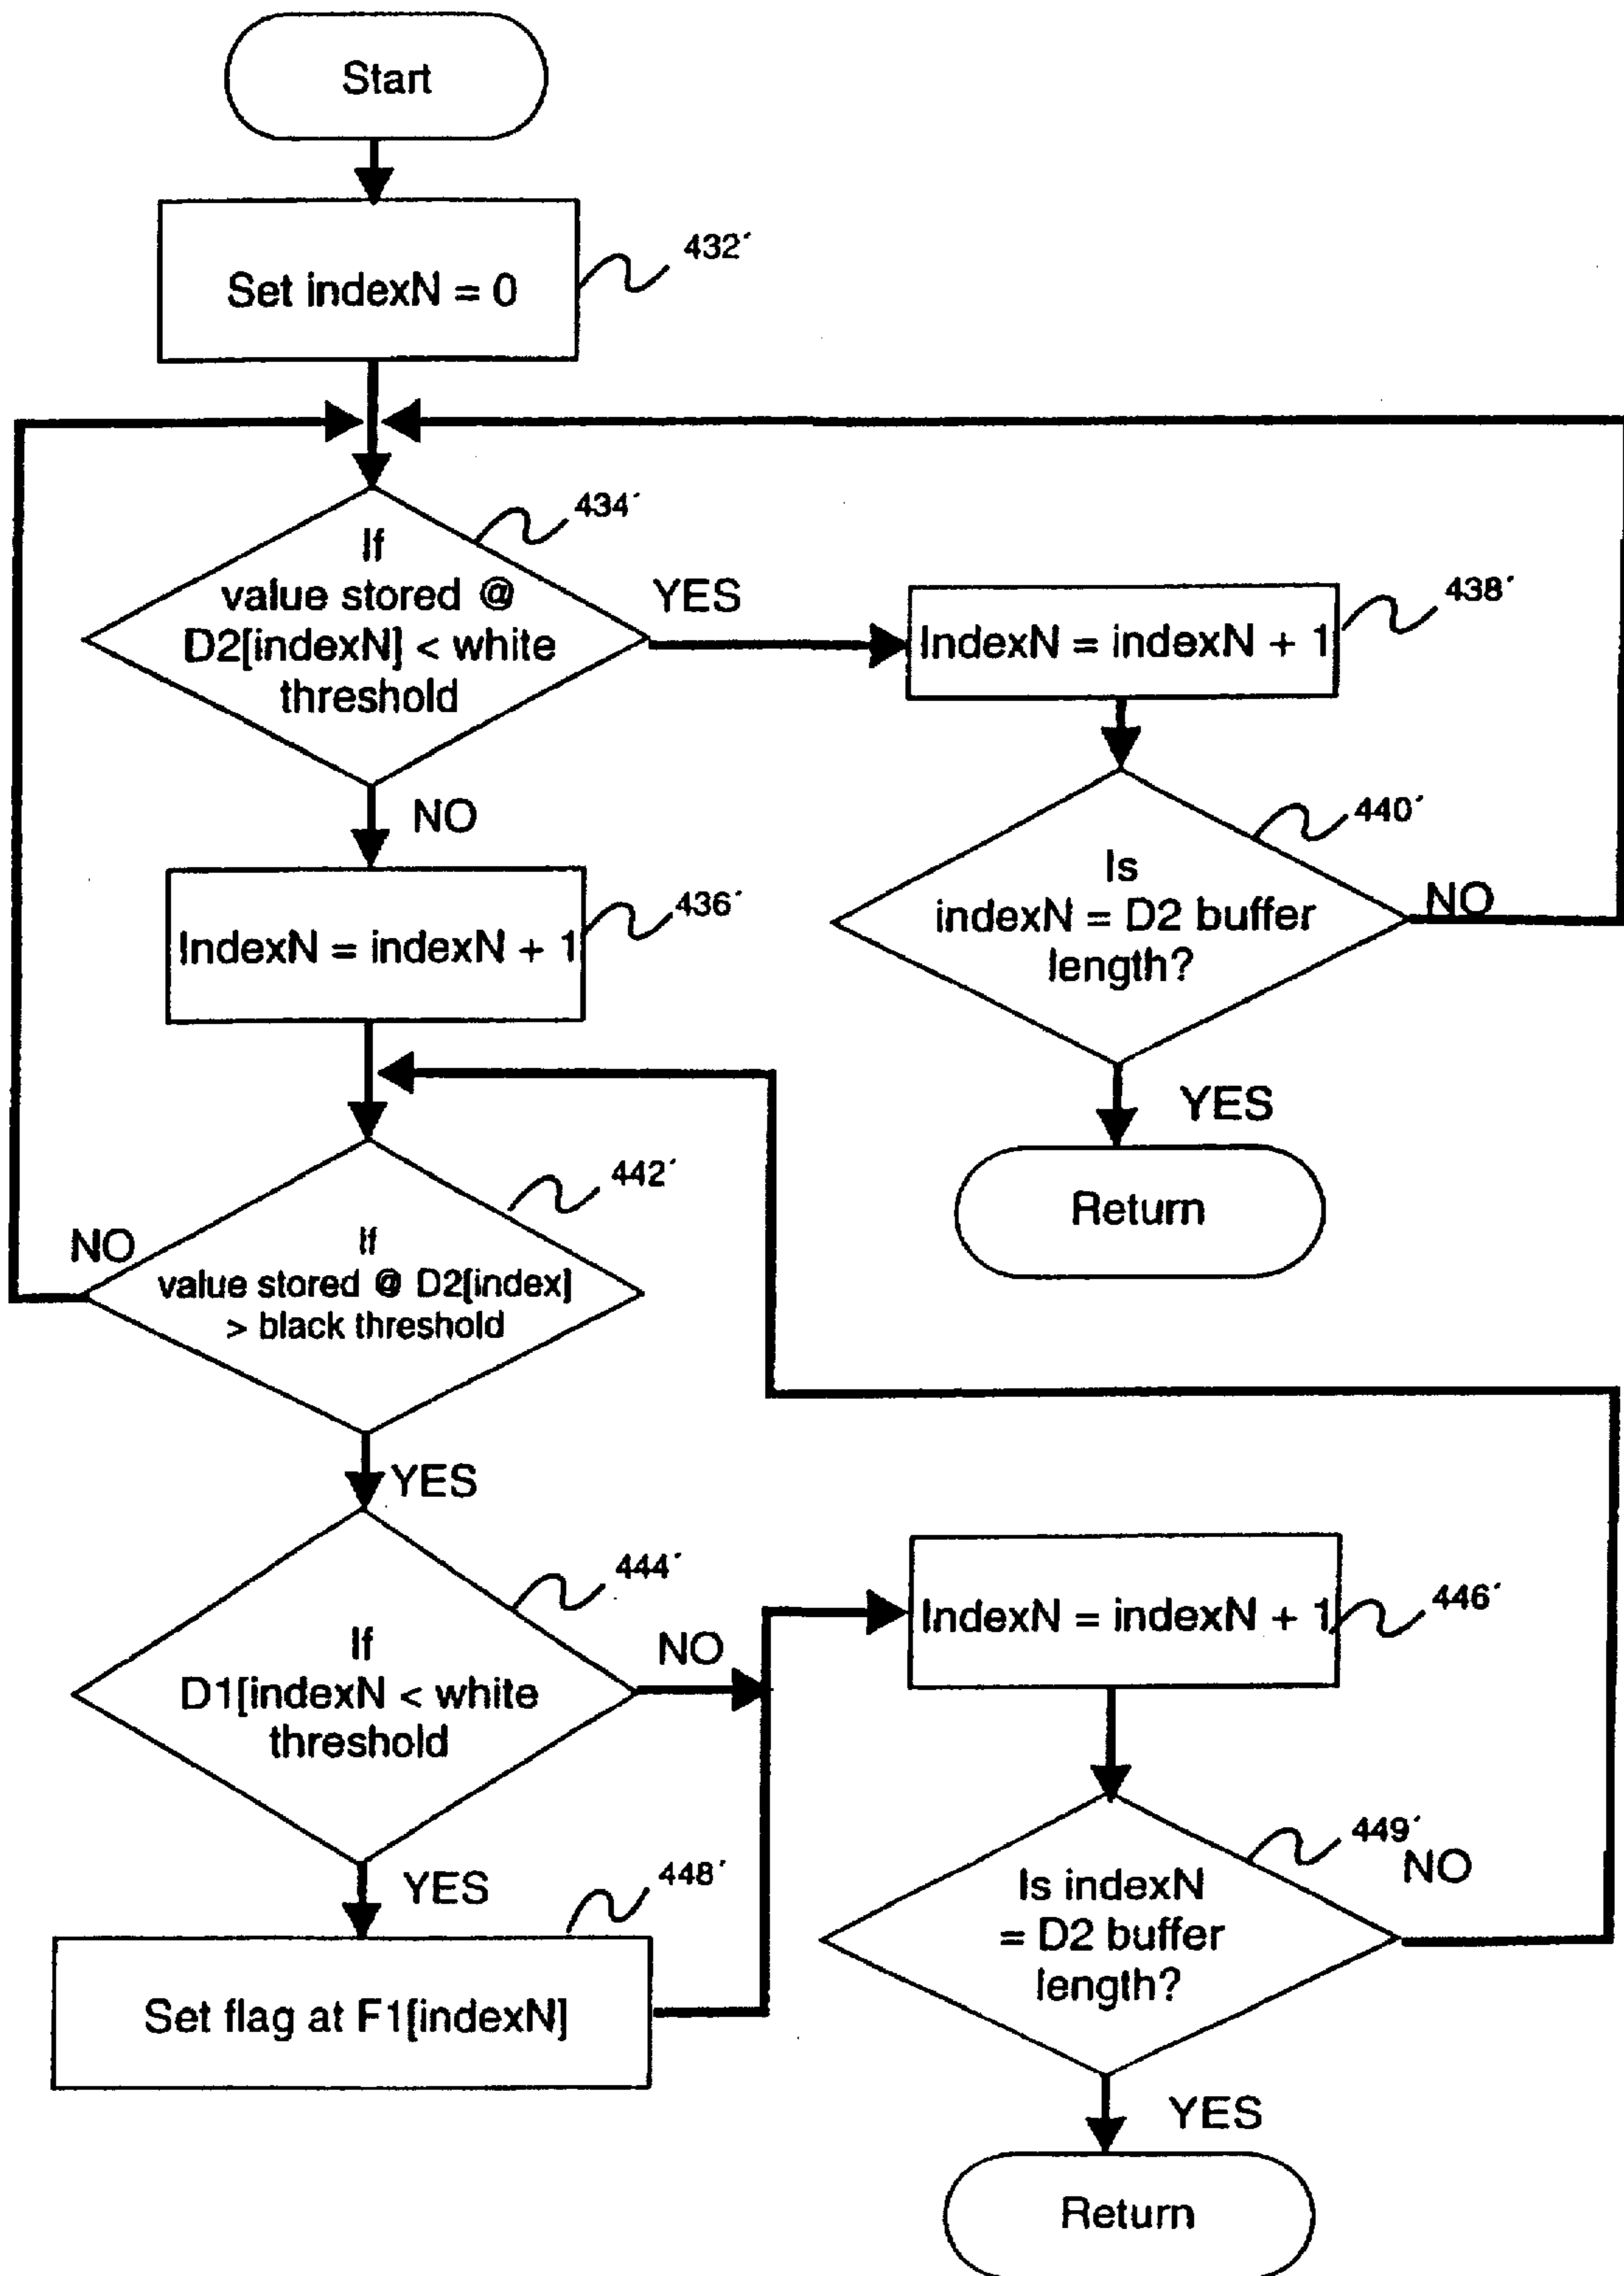 Start
Set indexN = 0
432'
If
value stored @
D2[indexN] < white
threshold
434'
YES
IndexN = indexN + 1
438'
NO
Is
indexN = D2 buffer
length?
440'
NO
IndexN = indexN + 1
436'
YES
Return
If
value stored @ D2[index]
> black threshold
442'
NO
YES
If
D1[indexN < white
threshold
444'
NO
IndexN = indexN + 1
446'
YES
Set flag at F1[indexN]
448'
Is indexN
= D2 buffer
length?
449'
NO
YES
Return